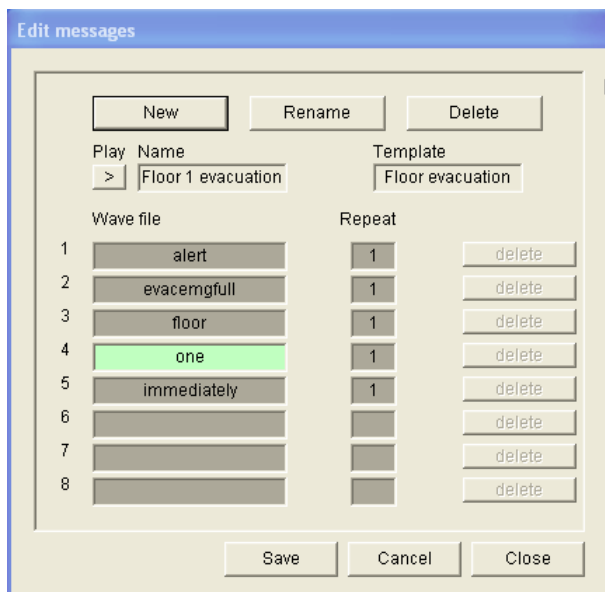 Edit messages
New Rename Delete
Play Name Template
> Floor 1 evacuation Floor evacuation
Wave file Repeat
1 alert 1 delete
2 evacemgfull 1 delete
3 floor 1 delete
4 one 1 delete
5 immediately 1 delete
6 delete
7 delete
8 delete
Save Cancel Close